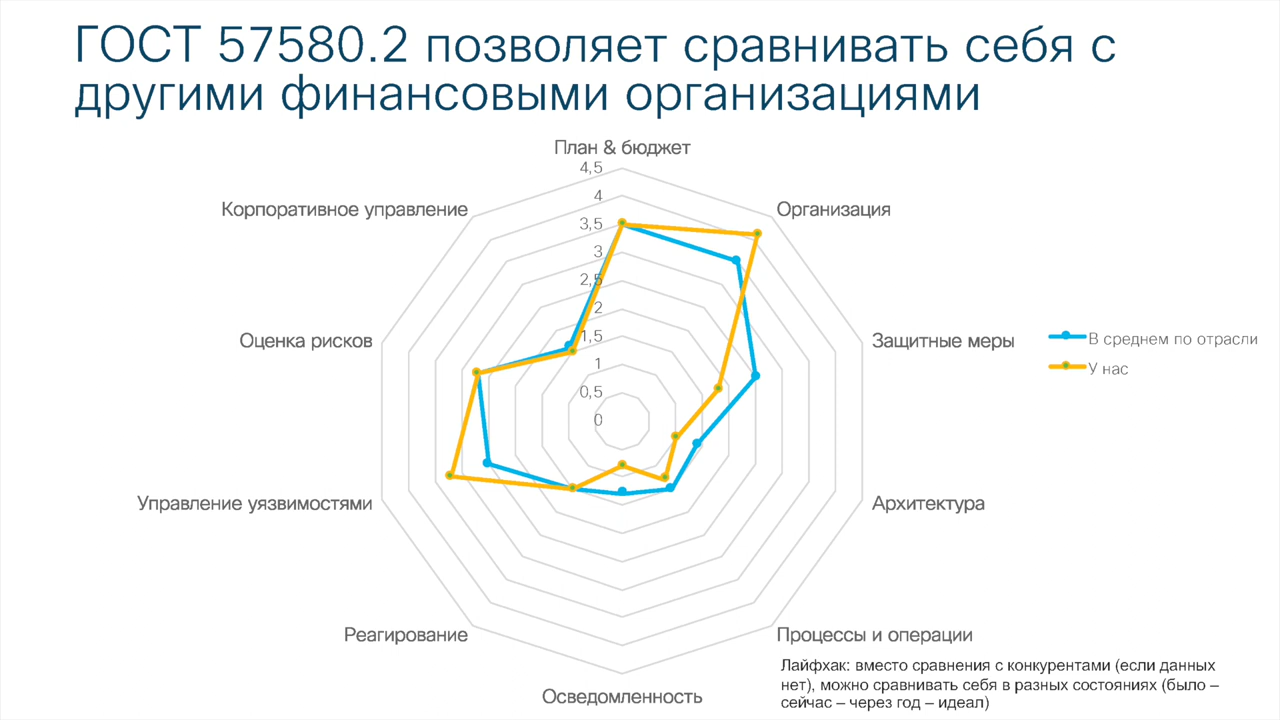 ГОСТ 57580.2 позволяет сравнивать себя с
другими финансовыми организациями
План & бюджет
4,5
4
3,5
3
2,5
2
1,5
1
0,5
0
Организация
Защитные меры
Архитектура
Процессы и операции
Осведомленность
Реагирование
Управление уязвимостями
Оценка рисков
Корпоративное управление
В среднем по отрасли
У нас
Лайфхак: вместо сравнения с конкурентами (если данных
нет), можно сравнивать себя в разных состояниях (было –
сейчас – через год – идеал)